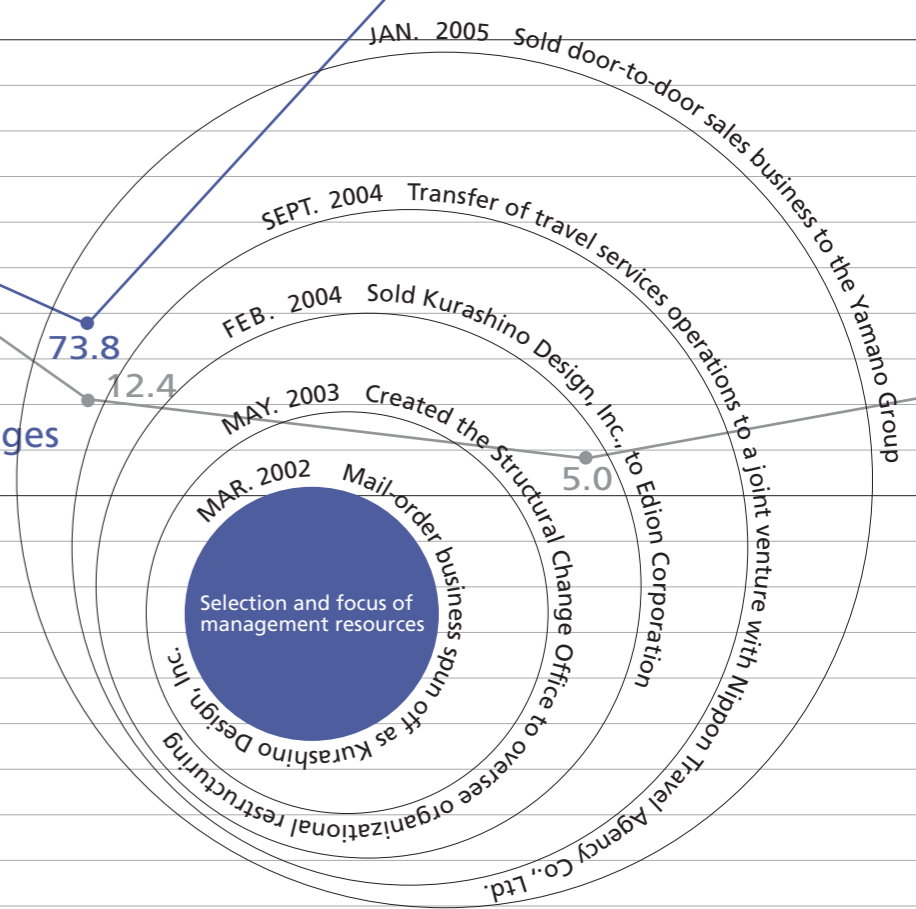 JAN. 2005 Sold door-to-door sales business to the Yamano Group
SEPT. 2004 Transfer of travel services operations to a joint venture with Nippon Travel Agency Co., Ltd.
FEB. 2004 Sold Kurashino Design, Inc., to Edion Corporation
73.8
12.4
MAY. 2003 Created the Structural Change Office to oversee organizational restructuring
ges
5.0
MAR. 2002 Mail-order business spun off as Kurashino Design, Inc.
Selection and focus of
management resources